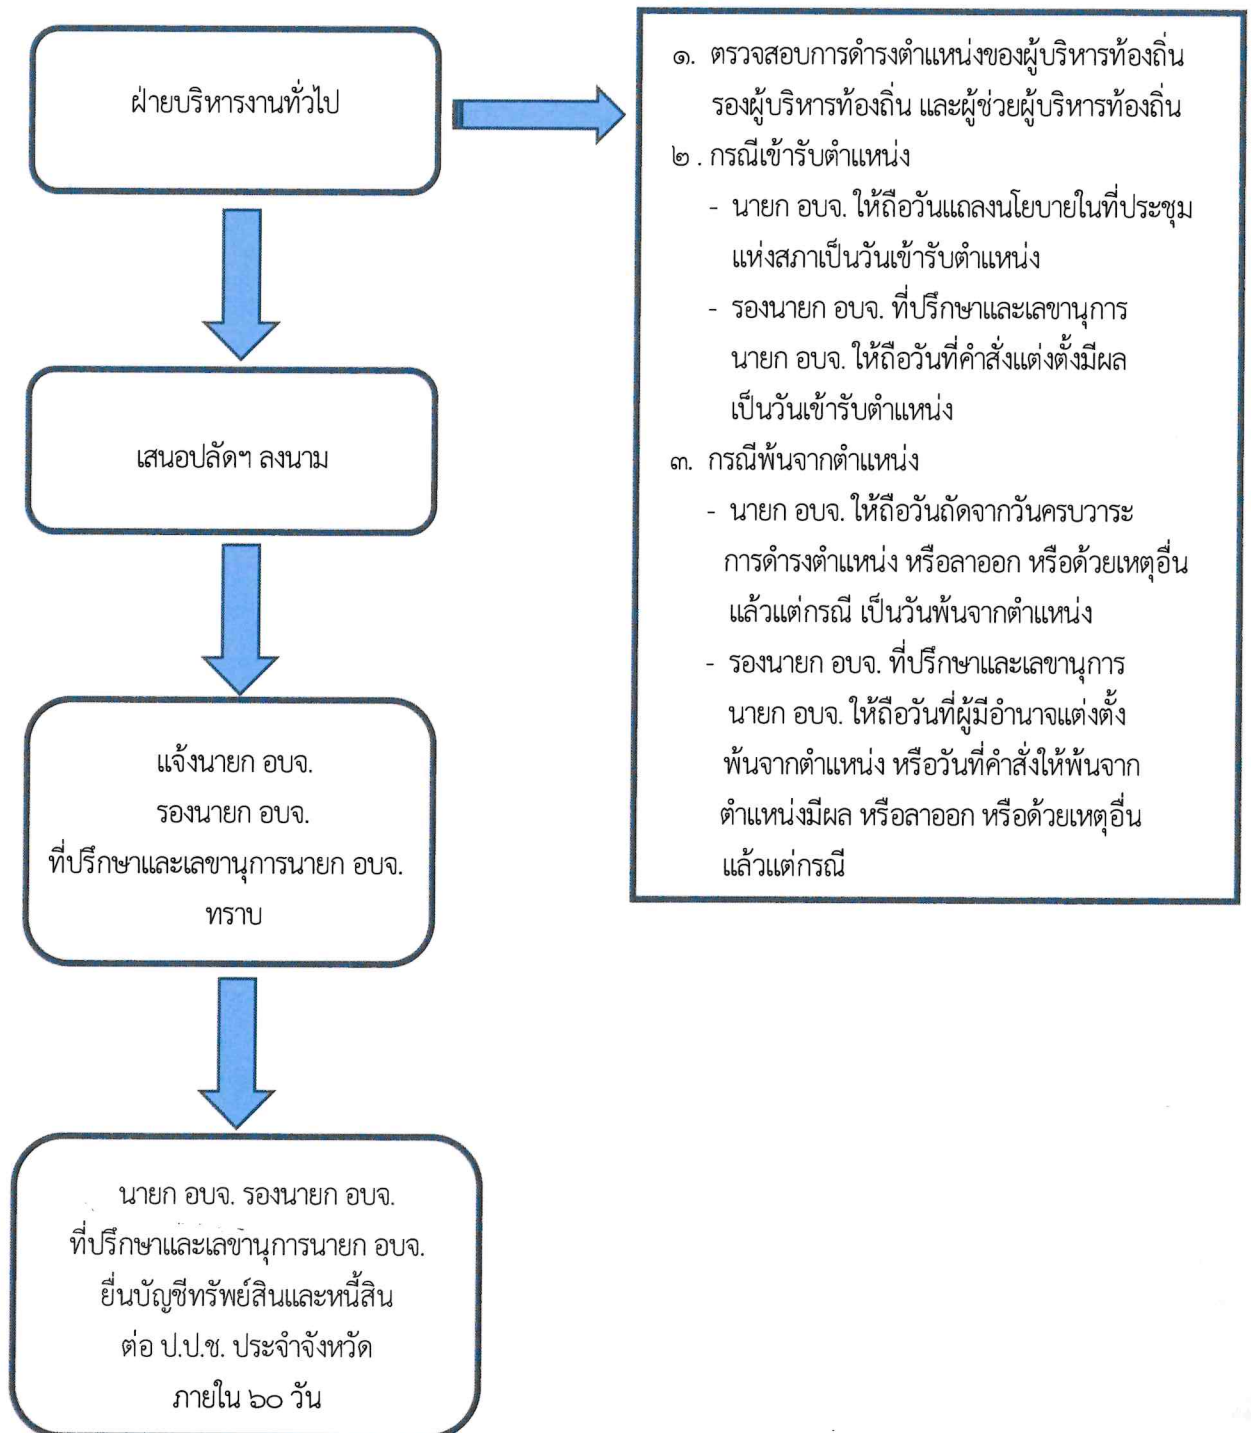 ฝ่ายบริหารงานทั่วไป
๑. ตรวจสอบการดำรงตำแหน่งของผู้บริหารท้องถิ่น
รองผู้บริหารท้องถิ่น และผู้ช่วยผู้บริหารท้องถิ่น
๒ . กรณีเข้ารับตำแหน่ง
- นายก อบจ. ให้ถือวันแถลงนโยบายในที่ประชุม
แห่งสภาเป็นวันเข้ารับตำแหน่ง
- รองนายก อบจ. ที่ปรึกษาและเลขานุการ
นายก อบจ. ให้ถือวันที่คำสั่งแต่งตั้งมีผล
เป็นวันเข้ารับตำแหน่ง
๓. กรณีพ้นจากตำแหน่ง
- นายก อบจ. ให้ถือวันถัดจากวันครบวาระ
การดำรงตำแหน่ง หรือลาออก หรือด้วยเหตุอื่น
แล้วแต่กรณี เป็นวันพ้นจากตำแหน่ง
- รองนายก อบจ. ที่ปรึกษาและเลขานุการ
นายก อบจ. ให้ถือวันที่ผู้มีอำนาจแต่งตั้ง
พ้นจากตำแหน่ง หรือวันที่คำสั่งให้พ้นจาก
ตำแหน่งมีผล หรือลาออก หรือด้วยเหตุอื่น
แล้วแต่กรณี
เสนอปลัดฯ ลงนาม
แจ้งนายก อบจ.
รองนายก อบจ.
ที่ปรึกษาและเลขานุการนายก อบจ.
ทราบ
นายก อบจ. รองนายก อบจ.
ที่ปรึกษาและเลขานุการนายก อบจ.
ยื่นบัญชีทรัพย์สินและหนี้สิน
ต่อ ป.ป.ช. ประจำจังหวัด
ภายใน ๖๐ วัน